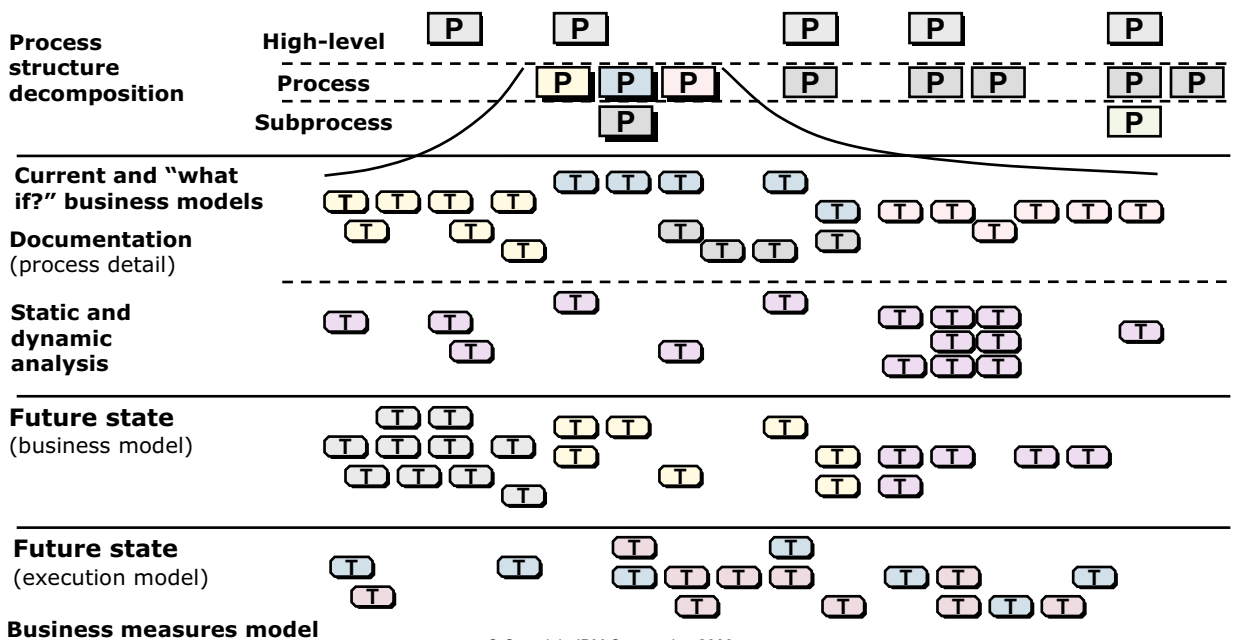 Process
structure
decomposition
High-level P P P P P
Process P P P P P P P P
Subprocess P P
Current and “what
if?” business models
T T T T
T T T T
T T T T T T
Documentation
(process detail)
T T T T
T
T T T
Static and
dynamic
analysis
T T
T T T
T T
T
T T
T T
T T T
Future state
(business model)
T T
T T T
T T T T
T T T T T T
T T T T
T T
T
Future state
(execution model)
T T
T T
T T T T T T T
T
T T T T T
Business measures model